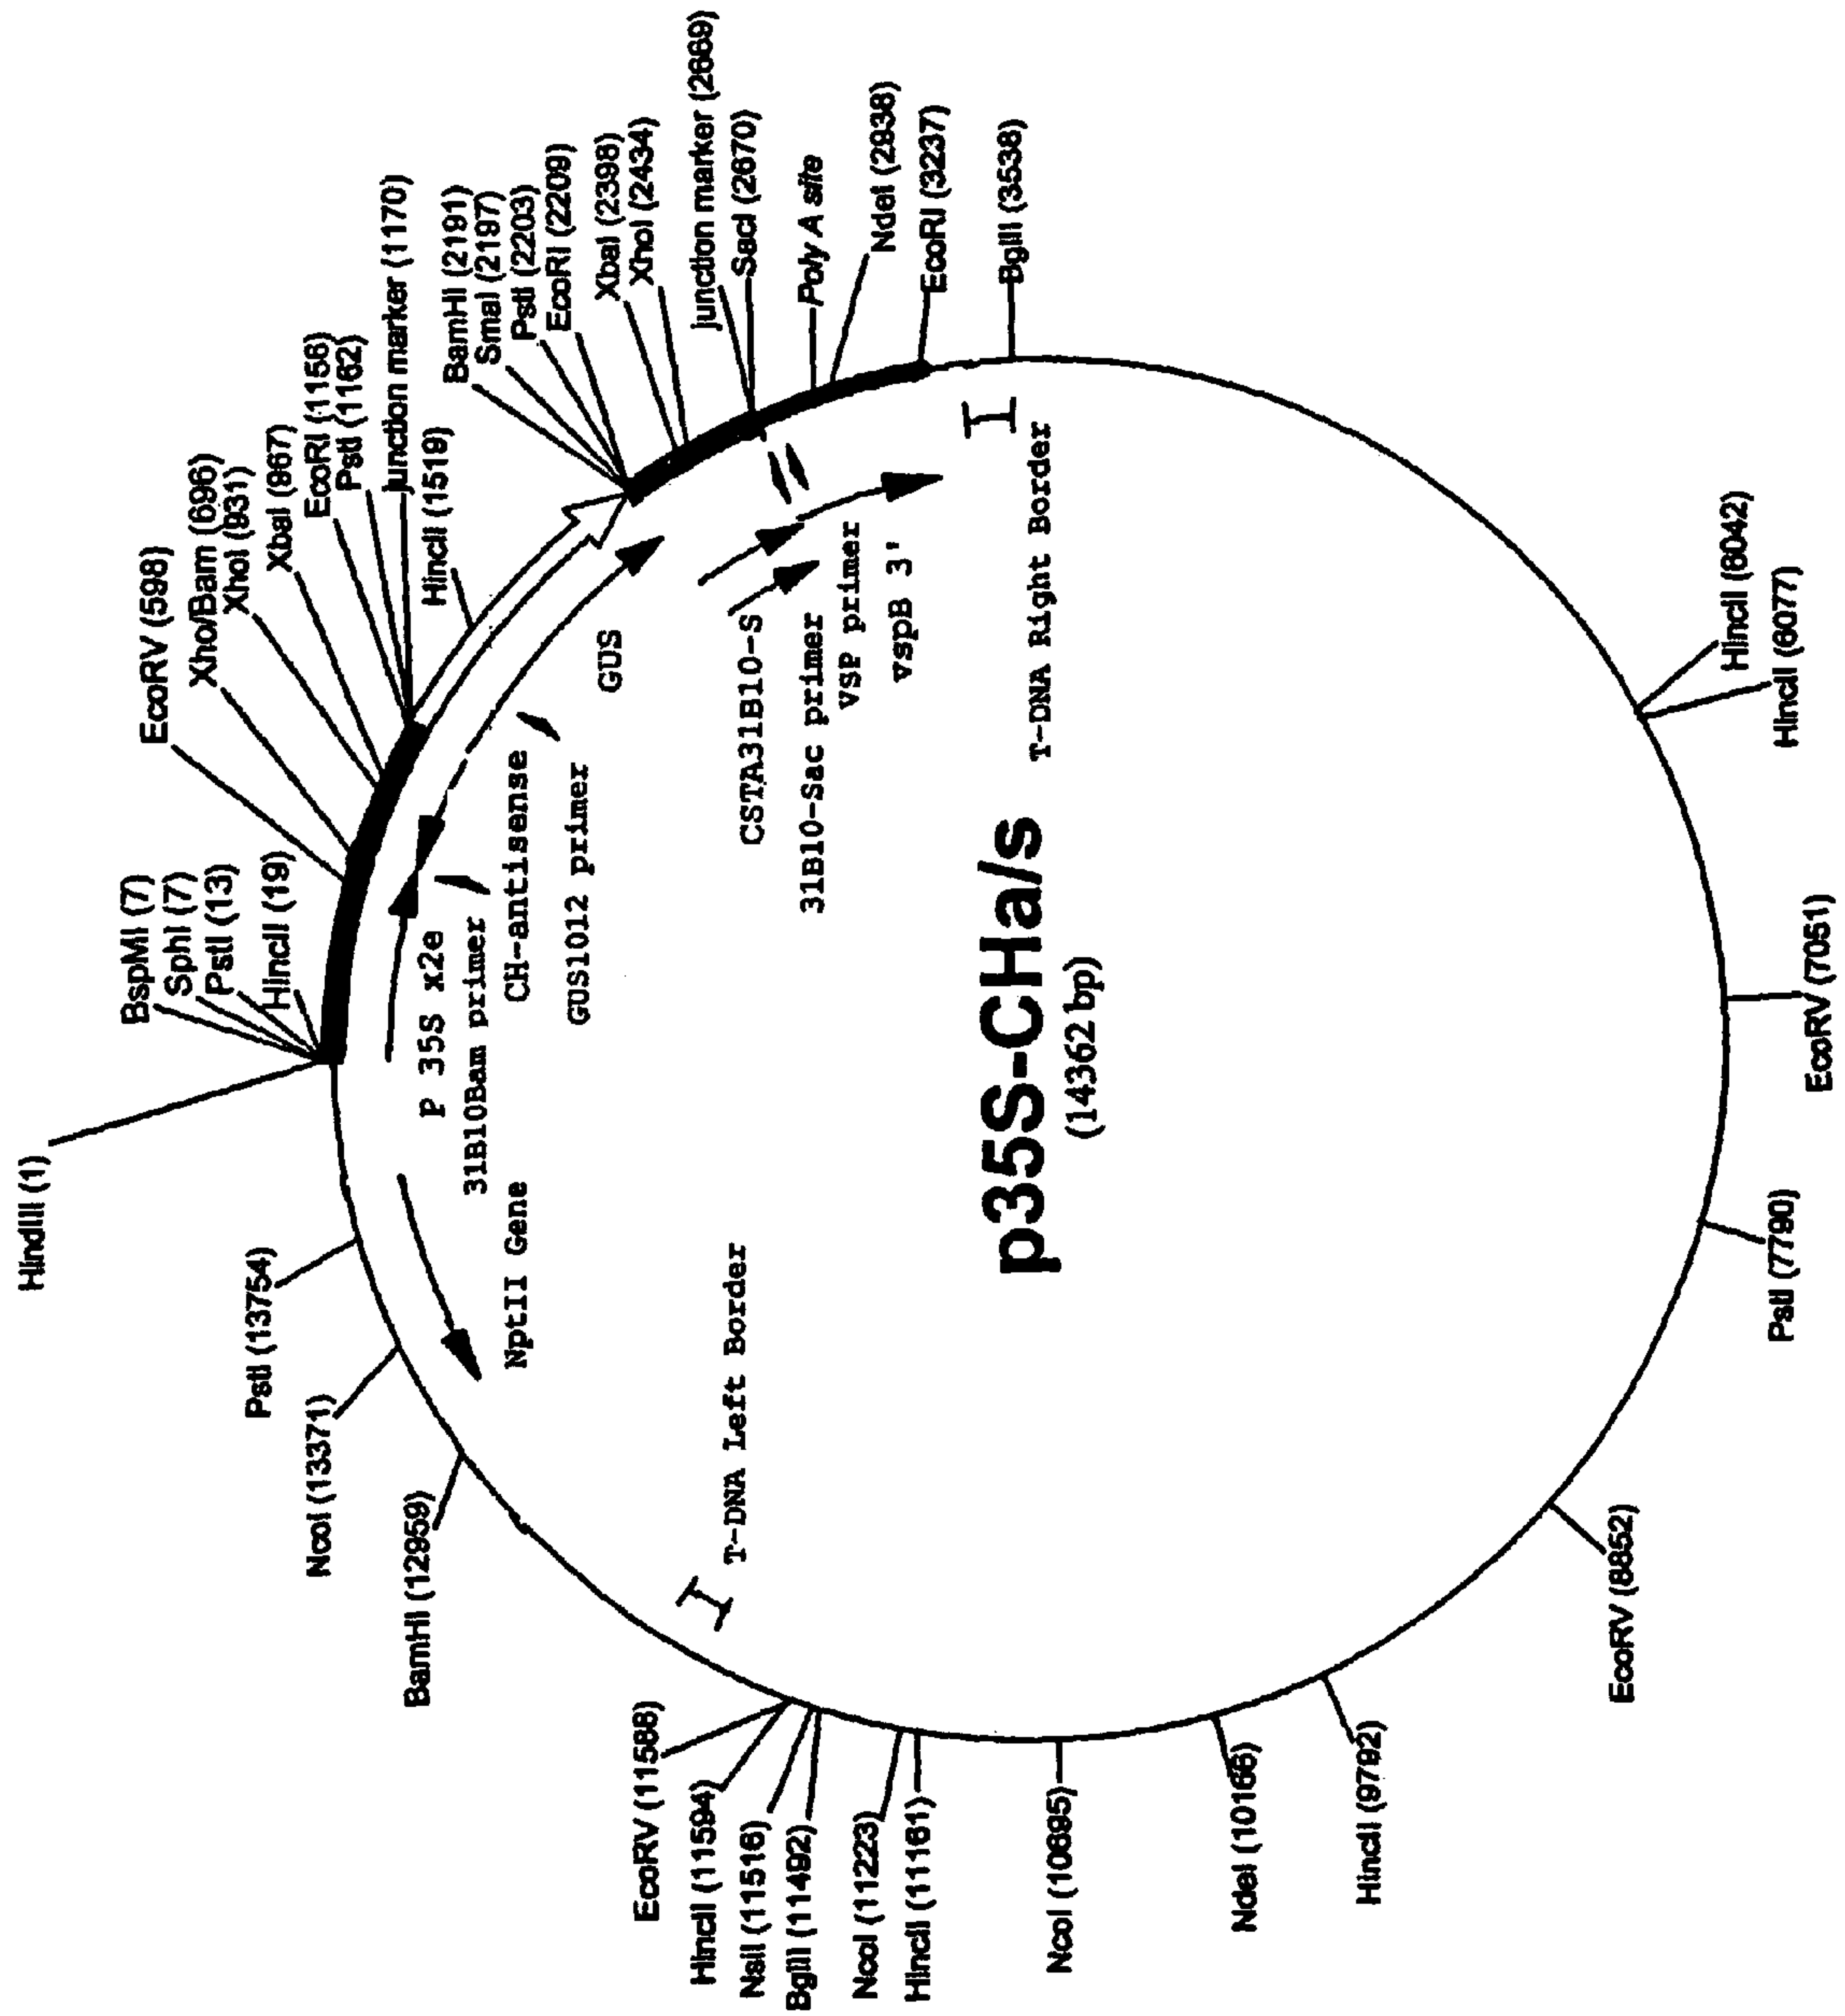 HindIII (1)
BspMI (7)
SphI (7)
PstI (13)
HincII (19)
EcoRV (598)
Xho/Bam (696)
XhoI (931)
XbaI (967)
EcoRI (1156)
PstI (1162)
junction marker (1170)
HincII (1519)
BamHI (2191)
SmaI (2197)
PstI (2203)
EcoRI (2209)
XbaI (2398)
XhoI (2434)
junction marker (2669)
SacI (2670)
Poly A site
NdeI (2938)
EcoRI (3237)
BglII (3538)
HincII (6042)
HincII (6077)
EcoRV (7051)
PstI (7790)
EcoRV (8852)
HincII (9792)
NdeI (10166)
NcoI (10695)
HincII (11161)
NcoI (11223)
BglII (11492)
NsiI (11516)
HincII (11594)
EcoRV (11588)
BamHI (12959)
NcoI (13371)
PstI (13754)
P 35S x2e
31B10Bam primer
NptII Gene
CH-antisense
GUS1012 primer
GUS
CSTA31B10-S
31B10-Sac primer
VSP primer
vspB 3'
T-DNA Left Border
T-DNA Right Border
p35S-CHa/s
(14362 bp)